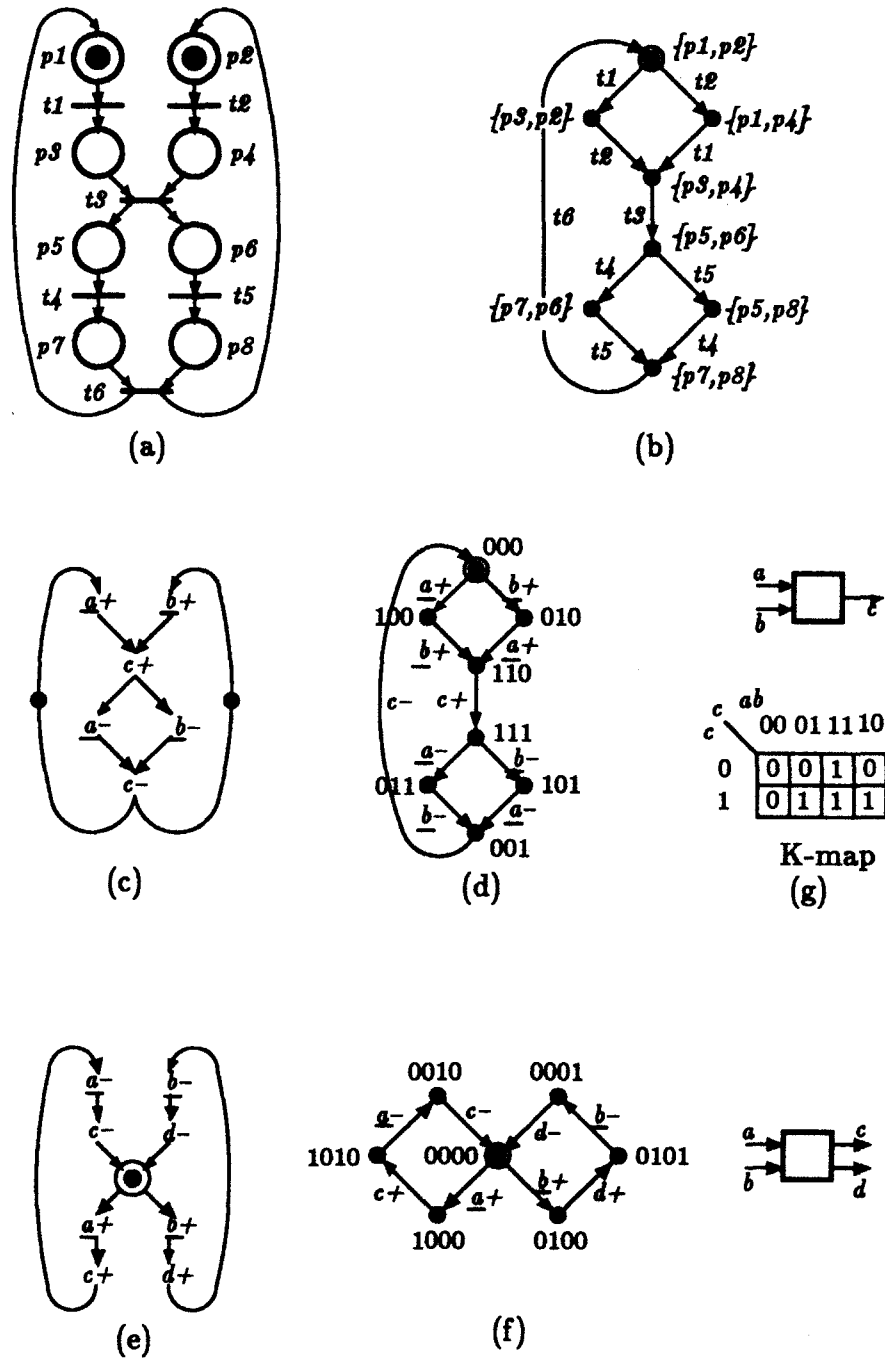 p1 p2
t1 t2
p3 p4
t3
p5 p6
t4 t5
p7 p8
t6
(a)
{p1,p2}
t1 t2
{p3,p2} {p1,p4}
t2 t1
{p3,p4}
t6 t3
{p5,p6}
t4 t5
{p7,p6} {p5,p8}
t5 t4
{p7,p8}
(b)
a+ b+
c+
a- b-
c-
(c)
000
a+ b+
100 010
b+ a+
110
c- c+
111
a- b-
011 101
b- a-
001
(d)
a
b
c
c ab
c
00 01 11 10
0 0 0 1 0
1 0 1 1 1
K-map
(g)
a- b-
c- d-
a+ b+
c+ d+
(e)
0010 0001
a- c- d- b-
1010 0000 0101
c+ a+ b+ d+
1000 0100
(f)
a c
b d